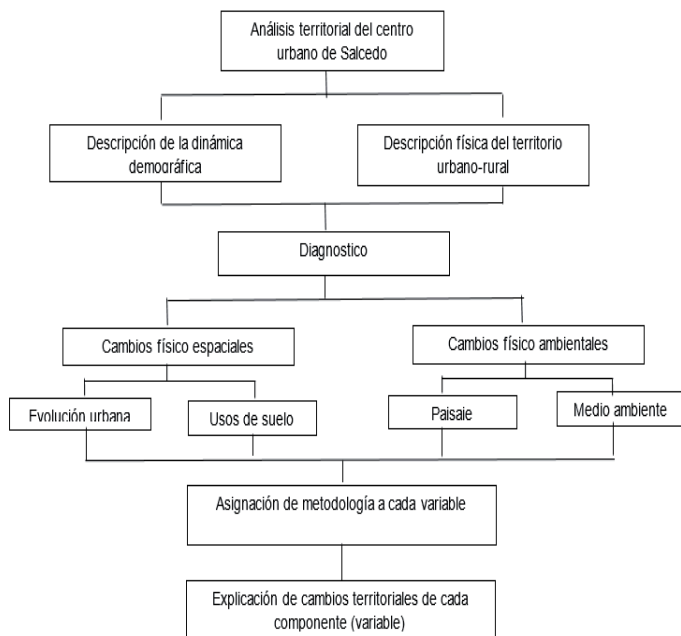 Análisis territorial del centro
urbano de Salcedo
Descripción de la dinámica
demográfica
Descripción física del territorio
urbano-rural
Diagnostico
Cambios físico espaciales
Cambios físico ambientales
Evolución urbana
Usos de suelo
Paisaje
Medio ambiente
Asignación de metodología a cada variable
Explicación de cambios territoriales de cada
componente (variable)